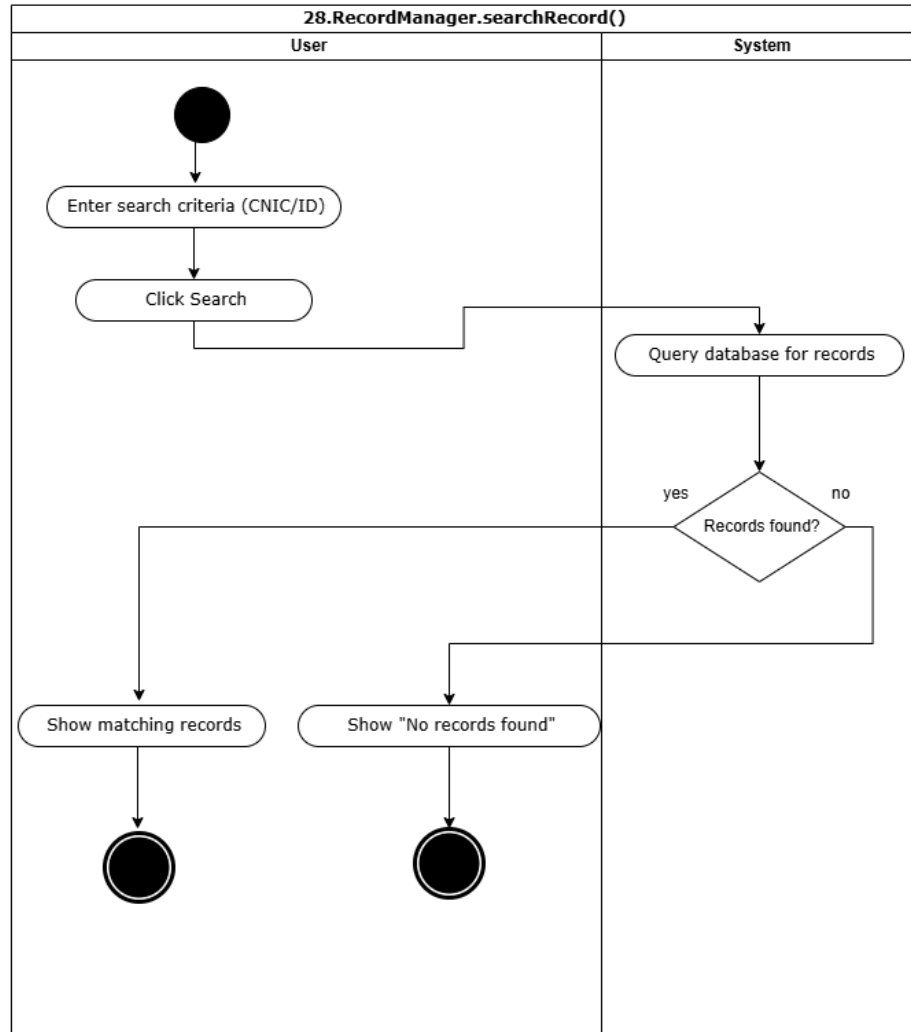 28.RecordManager.searchRecord()
User
System
Enter search criteria (CNIC/ID)
Click Search
Query database for records
yes
no
Records found?
Show matching records
Show "No records found"